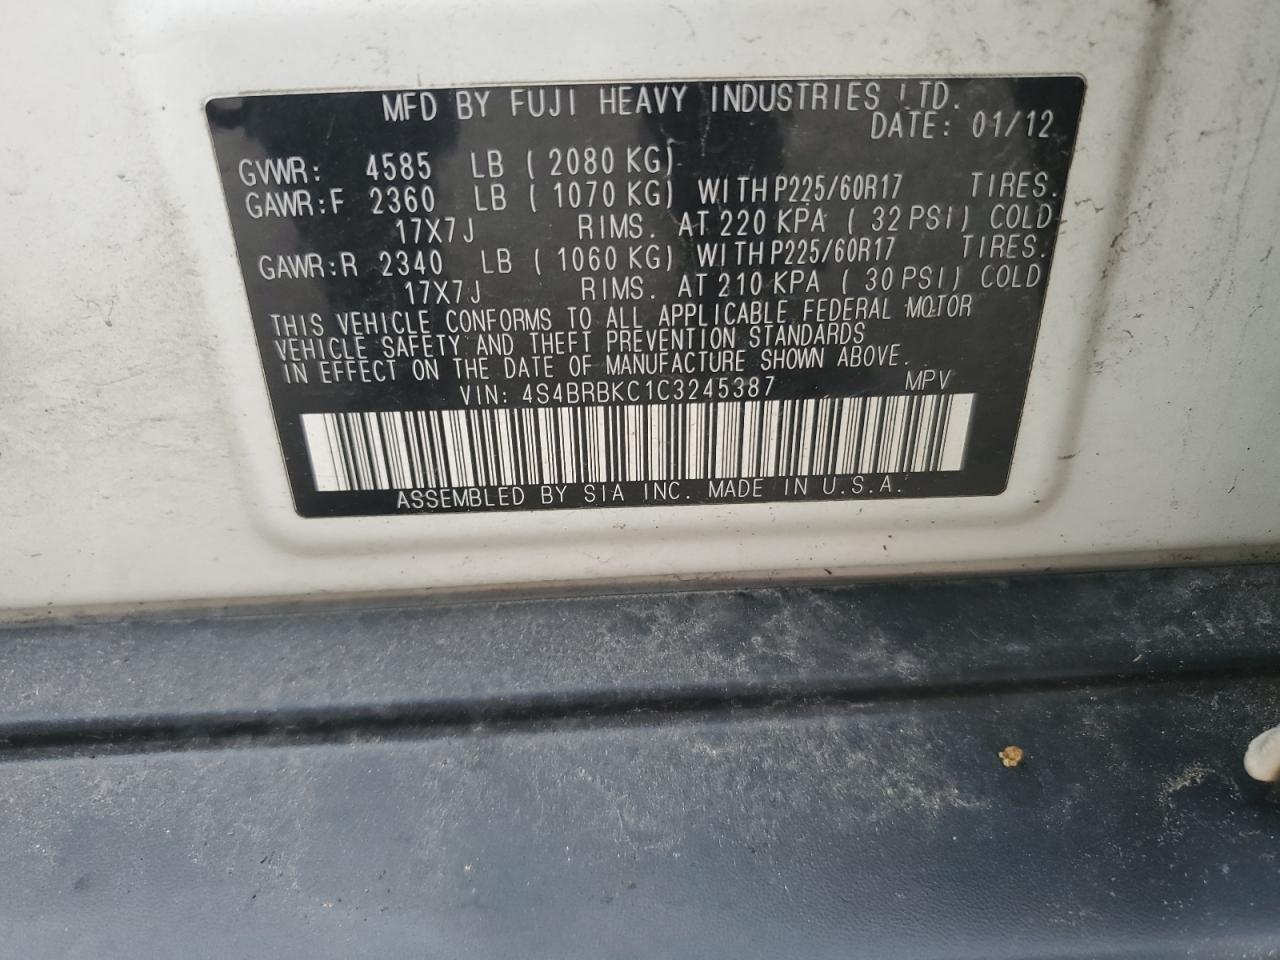 MFD BY FUJI HEAVY INDUSTRIES LTD.
DATE: 01/12
GVWR: 4585 LB ( 2080 KG)
GAWR:F 2360 LB ( 1070 KG) WITH P225/60R17 TIRES.
17X7J RIMS. AT 220 KPA ( 32 PSI) COLD
GAWR:R 2340 LB ( 1060 KG) WITH P225/60R17 TIRES.
17X7J RIMS. AT 210 KPA ( 30 PSI) COLD
THIS VEHICLE CONFORMS TO ALL APPLICABLE FEDERAL MOTOR
VEHICLE SAFETY AND THEFT PREVENTION STANDARDS
IN EFFECT ON THE DATE OF MANUFACTURE SHOWN ABOVE.
VIN: 4S4BRBKC1C3245387 MPV
ASSEMBLED BY SIA INC. MADE IN U.S.A.